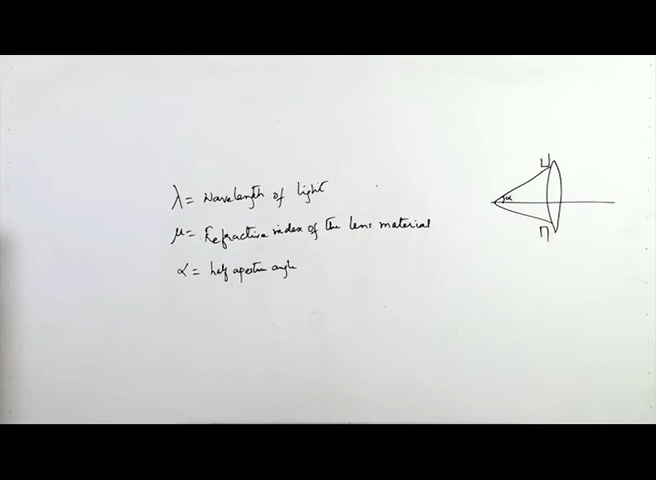 λ = Wavelength of light
μ = Refractive index of the lens material
α = half aperture angle
α